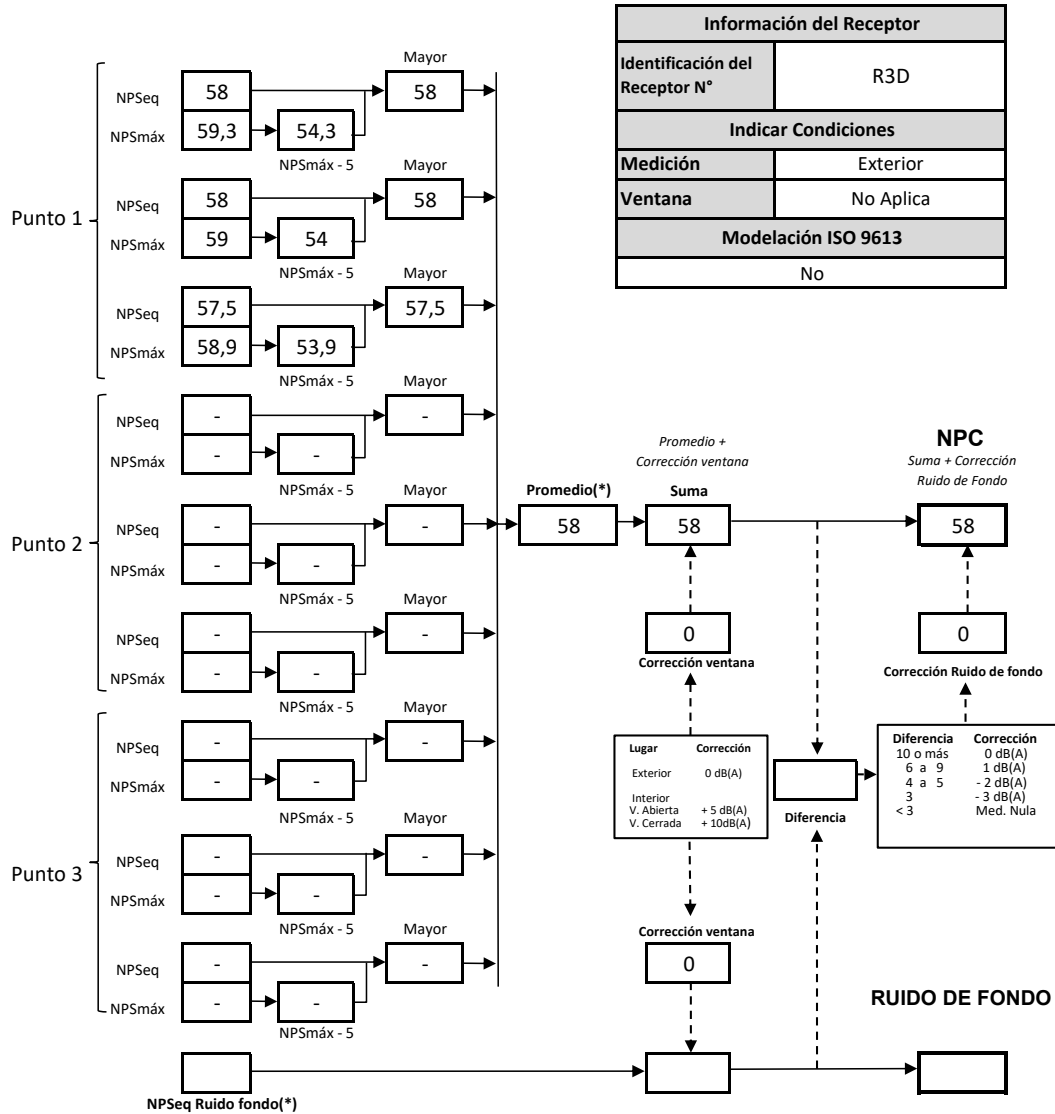 Información del Receptor
Identificación del
Receptor N°
R3D
Indicar Condiciones
Medición Exterior
Ventana No Aplica
Modelación ISO 9613
No
Punto 1
Mayor
NPSeq 58 58
NPSmáx 59,3 54,3
NPSmáx - 5
Mayor
NPSeq 58 58
NPSmáx 59 54
NPSmáx - 5
Mayor
NPSeq 57,5 57,5
NPSmáx 58,9 53,9
NPSmáx - 5
Punto 2
Mayor
NPSeq - -
NPSmáx - -
NPSmáx - 5
Mayor
NPSeq - -
NPSmáx - -
NPSmáx - 5
Mayor
NPSeq - -
NPSmáx - -
NPSmáx - 5
Punto 3
Mayor
NPSeq - -
NPSmáx - -
NPSmáx - 5
Mayor
NPSeq - -
NPSmáx - -
NPSmáx - 5
Mayor
NPSeq - -
NPSmáx - -
NPSmáx - 5
NPSeq Ruido fondo(*)
Promedio(*)
58
Promedio +
Corrección ventana
Suma
58
0
Corrección ventana
Lugar Corrección
Exterior 0 dB(A)
Interior
V. Abierta + 5 dB(A)
V. Cerrada + 10dB(A)
Corrección ventana
0
Diferencia
NPC
Suma + Corrección
Ruido de Fondo
58
0
Corrección Ruido de fondo
Diferencia Corrección
10 o más 0 dB(A)
6 a 9 1 dB(A)
4 a 5 - 2 dB(A)
3 - 3 dB(A)
< 3 Med. Nula
RUIDO DE FONDO